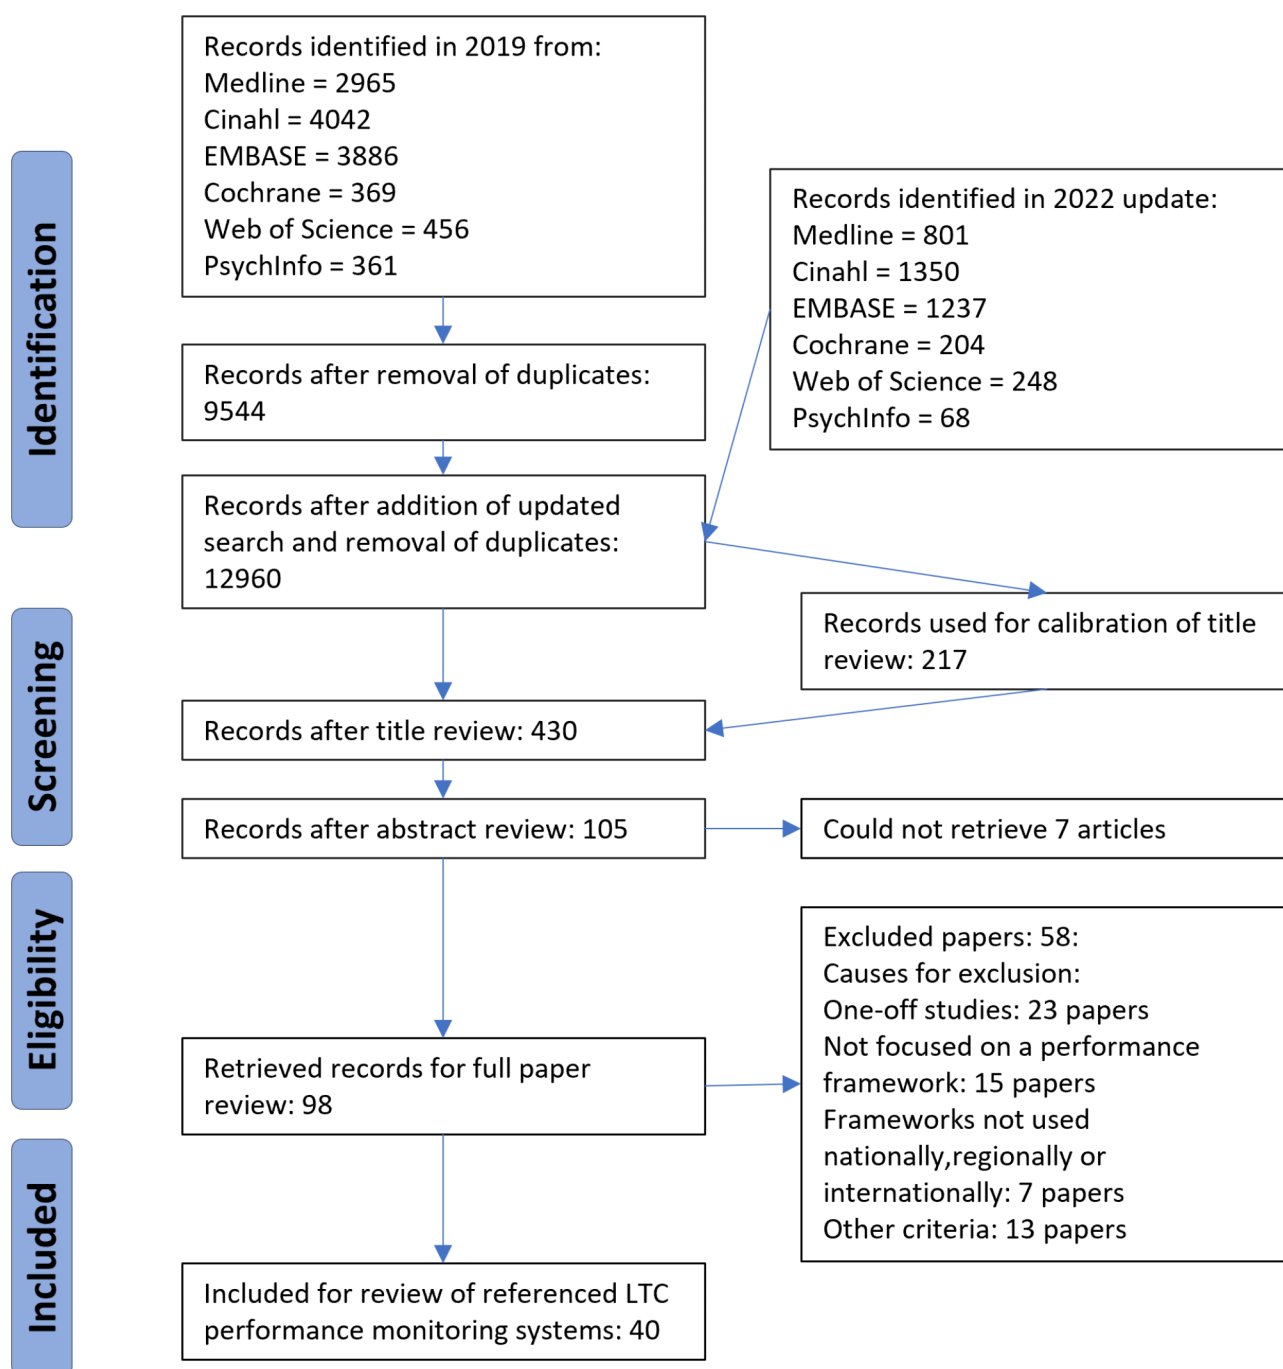 Identification
Records identified in 2019 from:
Medline = 2965
Cinahl = 4042
EMBASE = 3886
Cochrane = 369
Web of Science = 456
PsychInfo = 361
Records identified in 2022 update:
Medline = 801
Cinahl = 1350
EMBASE = 1237
Cochrane = 204
Web of Science = 248
PsychInfo = 68
Records after removal of duplicates:
9544
Records after addition of updated
search and removal of duplicates:
12960
Screening
Records used for calibration of title
review: 217
Records after title review: 430
Records after abstract review: 105
Could not retrieve 7 articles
Eligibility
Retrieved records for full paper
review: 98
Excluded papers: 58:
Causes for exclusion:
One-off studies: 23 papers
Not focused on a performance
framework: 15 papers
Frameworks not used
nationally,regionally or
internationally: 7 papers
Other criteria: 13 papers
Included
Included for review of referenced LTC
performance monitoring systems: 40